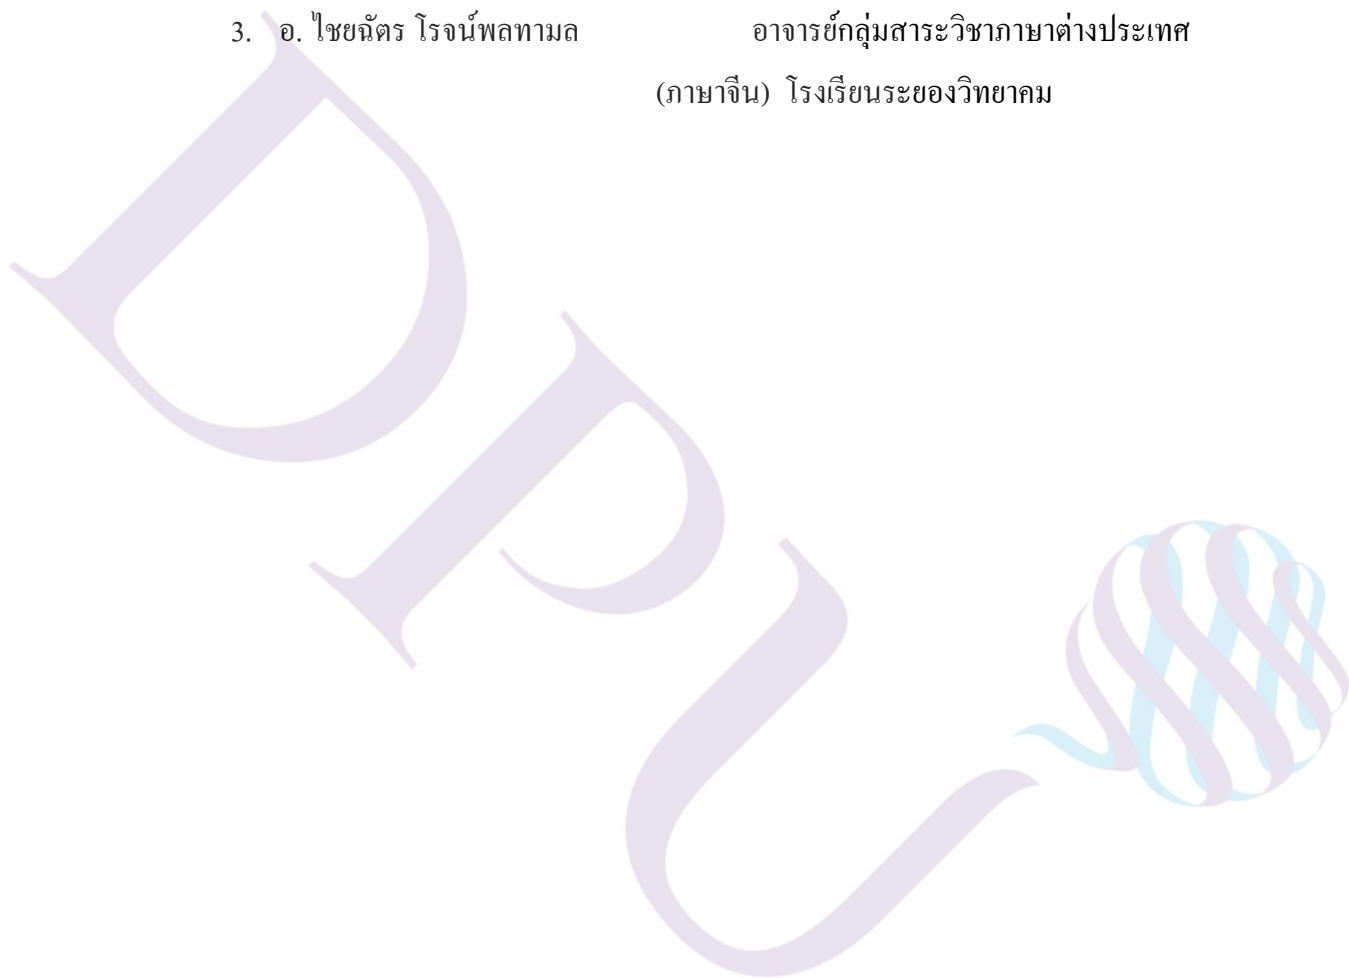 3. อ. ไชยฉัตร โรจน์พลทามล อาจารย์กลุ่มสาระวิชาภาษาต่างประเทศ
(ภาษาจีน) โรงเรียนระยองวิทยาคม
DPU